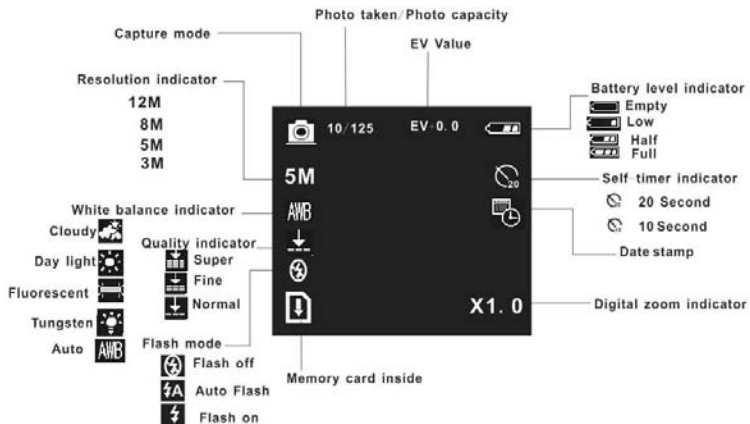 Photo taken/Photo capacity
Capture mode
EV Value
Resolution indicator
12M
8M
5M
3M
Battery level indicator
Empty
Low
Half
Full
10/125
EV+0.0
5M
20
Self timer indicator
20 Second
10 Second
White balance indicator
AWB
Cloudy
Day light
Fluorescent
Tungsten
Auto AWB
Quality indicator
Super
Fine
Normal
Date stamp
X1.0
Digital zoom indicator
Flash mode
Flash off
A Auto Flash
Flash on
Memory card inside